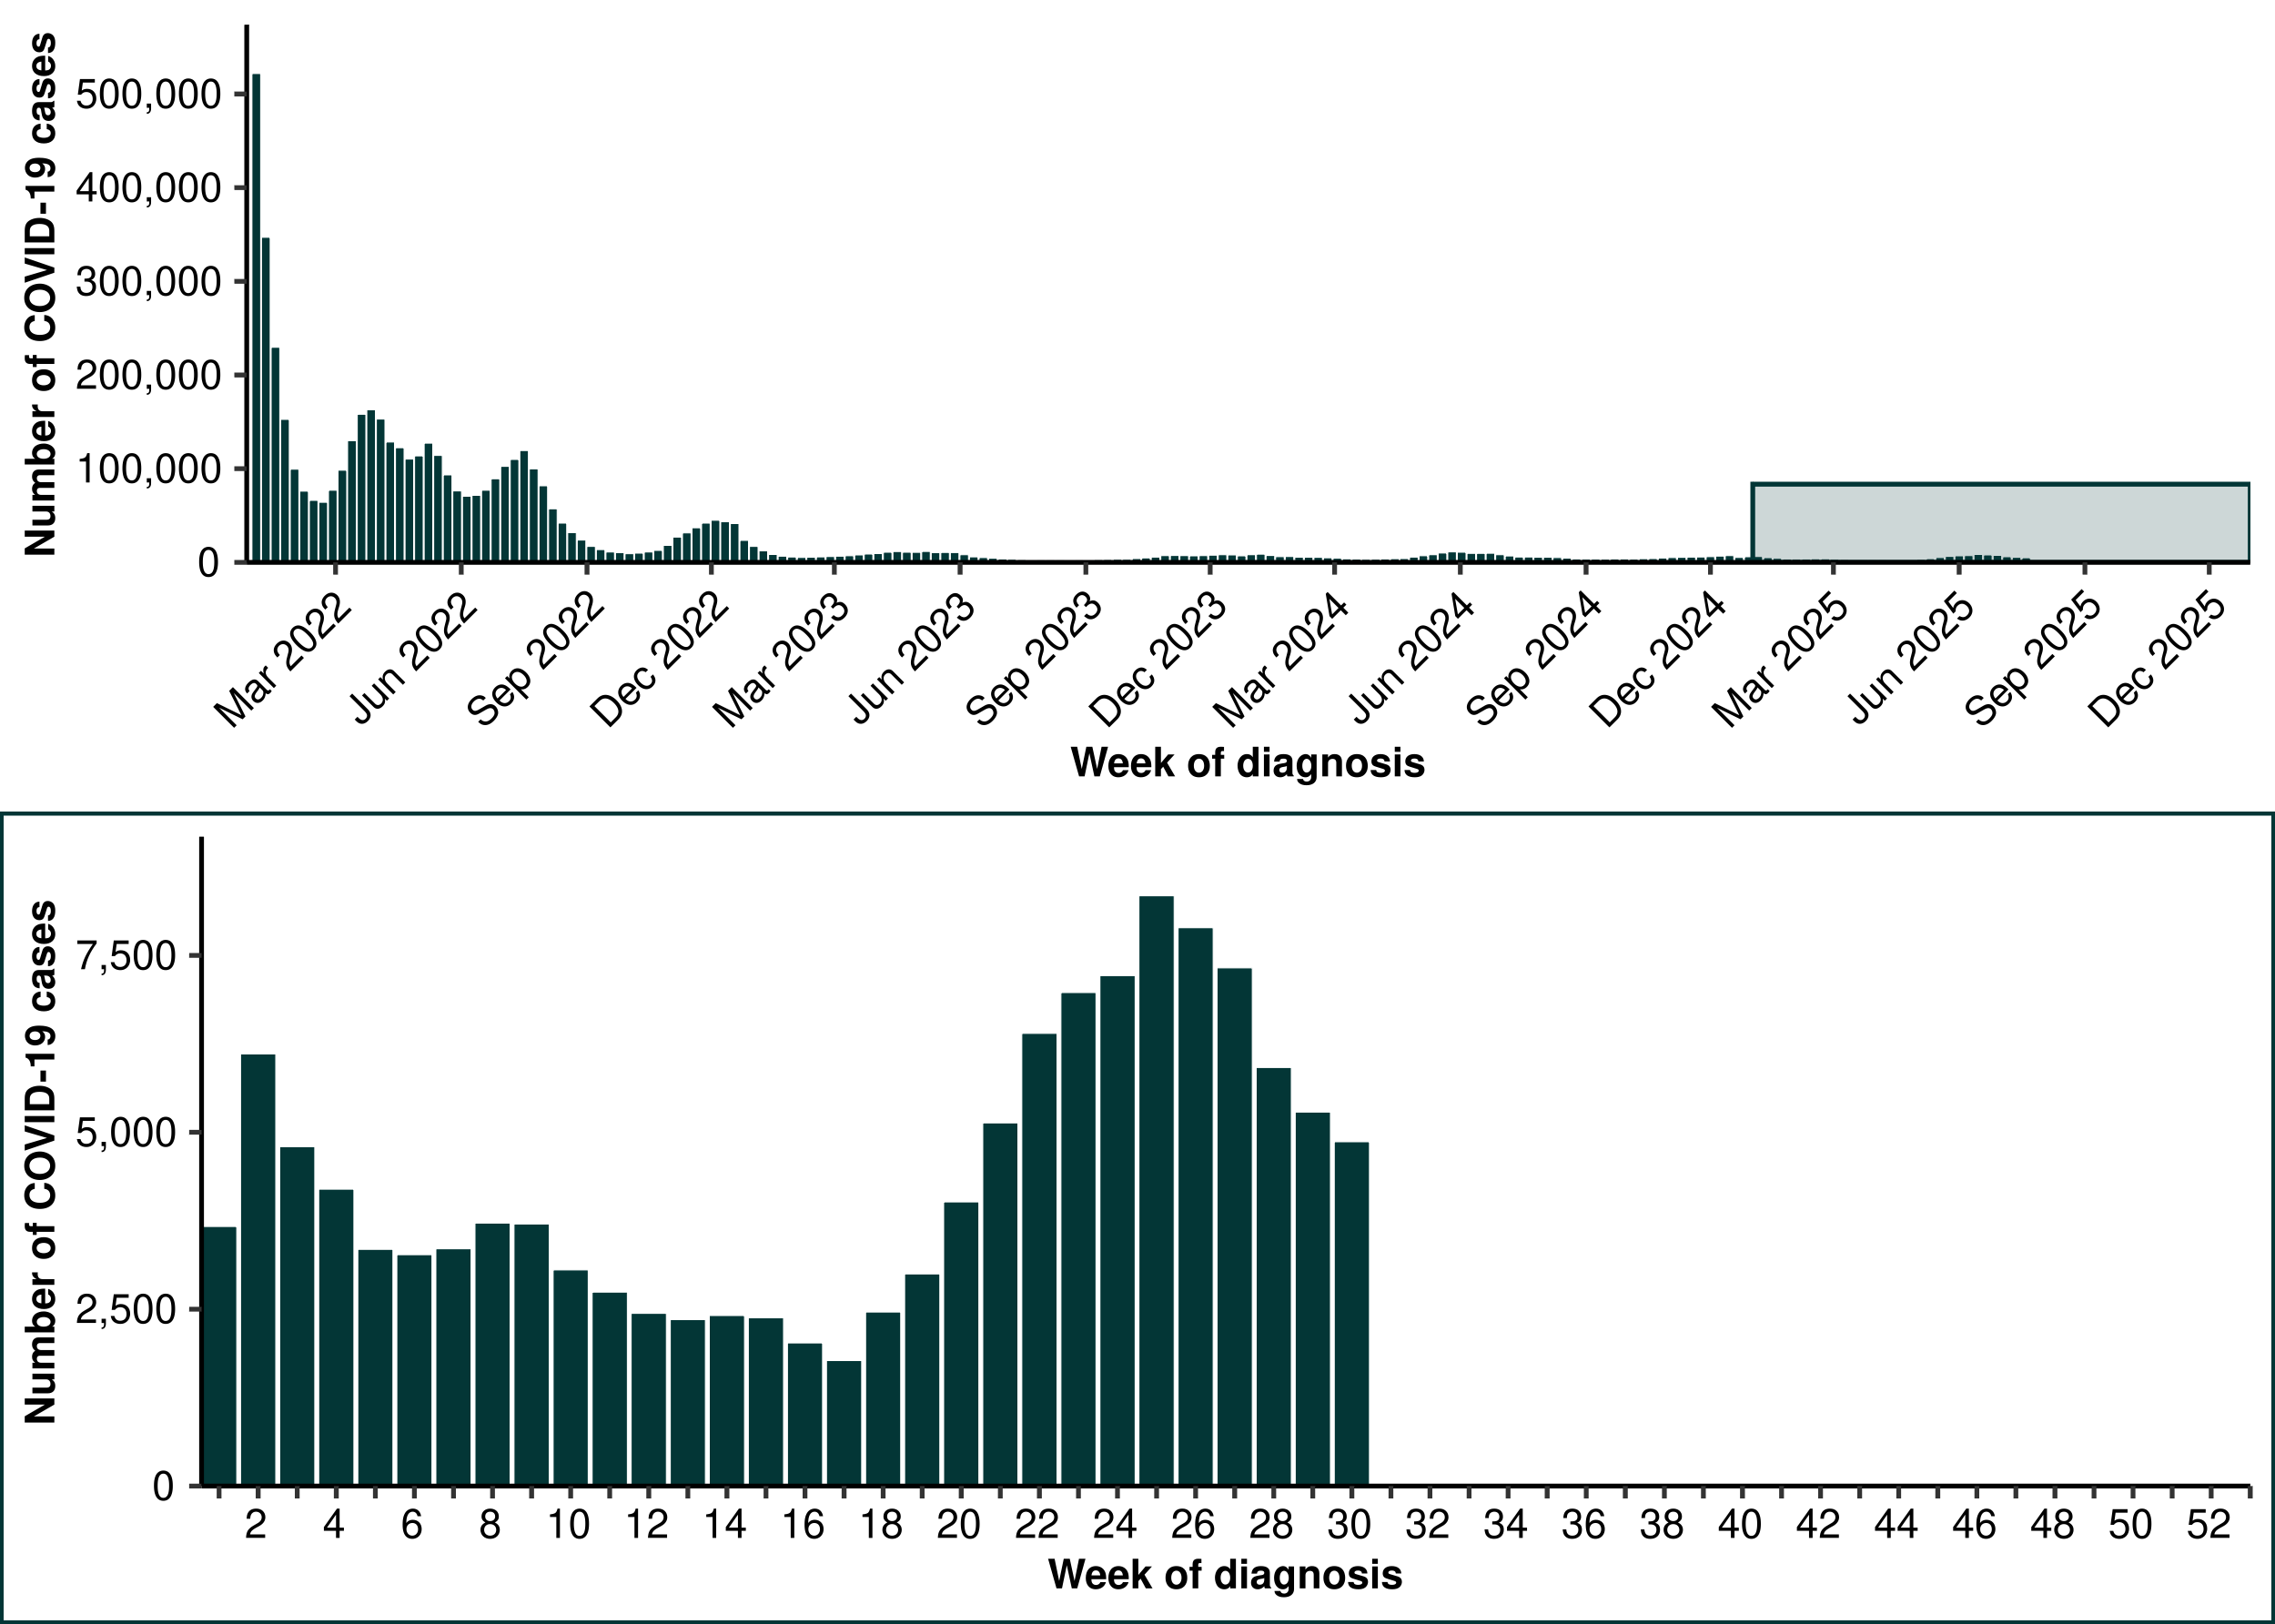 Number of COVID-19 cases
500,000
400,000
300,000
200,000
100,000
0
Mar 2022 Jun 2022 Sep 2022 Dec 2022 Mar 2023 Jun 2023 Sep 2023 Dec 2023 Mar 2024 Jun 2024 Sep 2024 Dec 2024 Mar 2025 Jun 2025 Sep 2025 Dec 2025
Week of diagnosis
Number of COVID-19 cases
7,500
5,000
2,500
0
2 4 6 8 10 12 14 16 18 20 22 24 26 28 30 32 34 36 38 40 42 44 46 48 50 52
Week of diagnosis